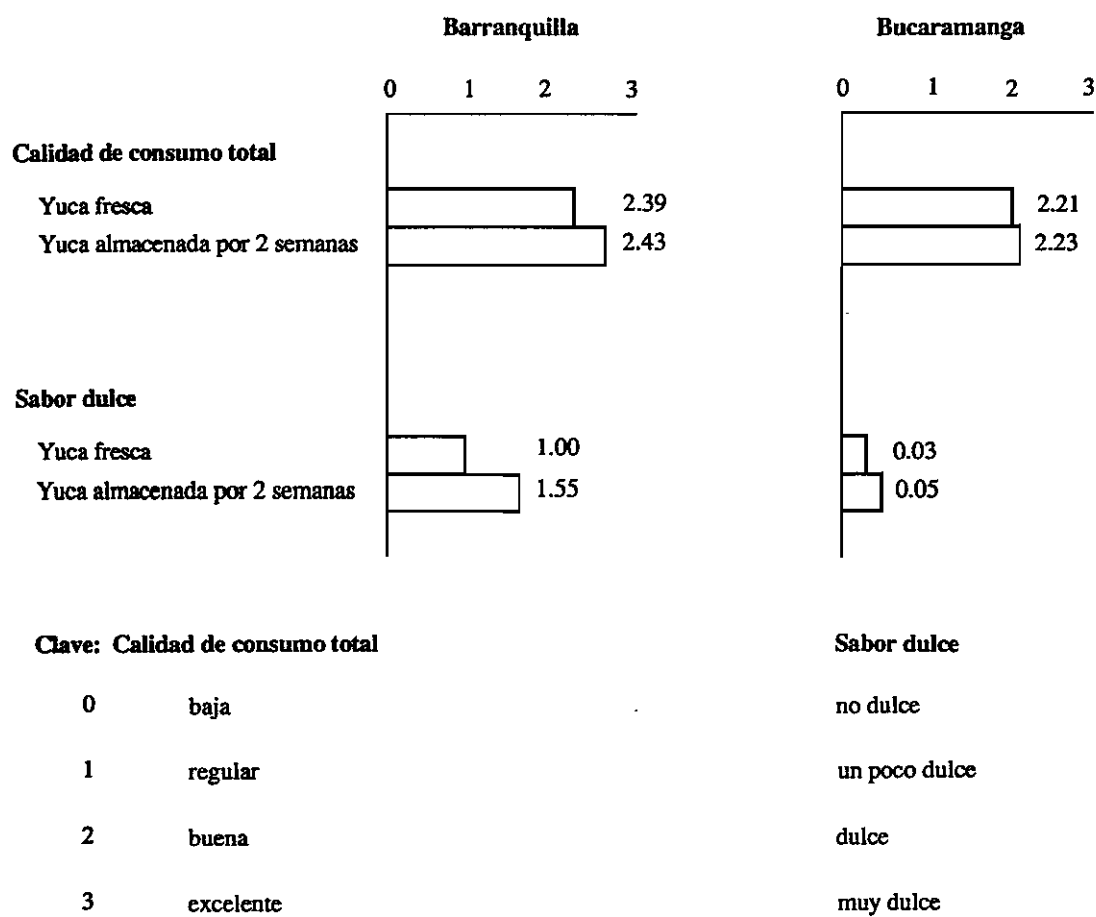 Barranquilla Bucaramanga
0 1 2 3 0 1 2 3
Calidad de consumo total
Yuca fresca 2.39 2.21
Yuca almacenada por 2 semanas 2.43 2.23
Sabor dulce
Yuca fresca 1.00 0.03
Yuca almacenada por 2 semanas 1.55 0.05
Clave: Calidad de consumo total Sabor dulce
0 baja no dulce
1 regular un poco dulce
2 buena dulce
3 excelente muy dulce